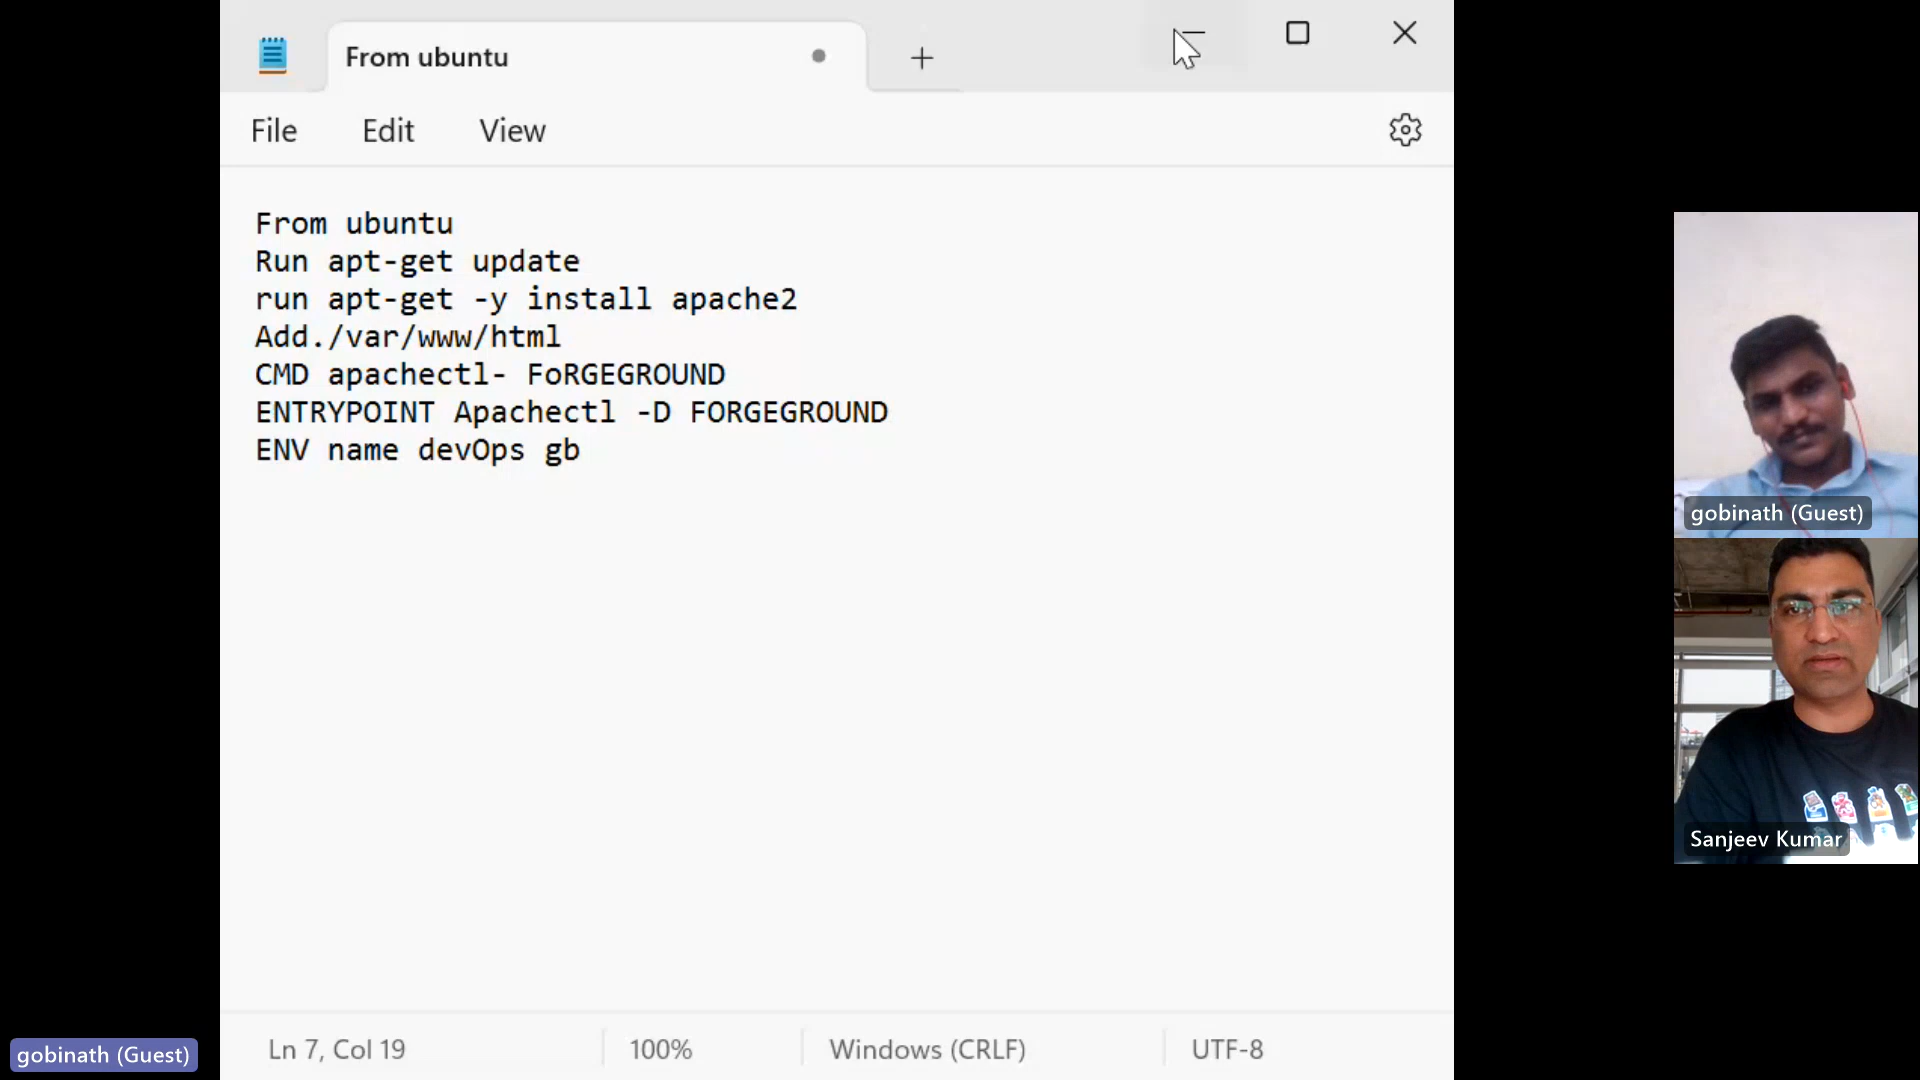 From ubuntu
File Edit View
From ubuntu
Run apt-get update
run apt-get -y install apache2
Add./var/www/html
CMD apachectl- FoRGEGROUND
ENTRYPOINT Apachectl -D FORGEGROUND
ENV name devOps gb
Ln 7, Col 19 100% Windows (CRLF) UTF-8
gobinath (Guest)
Sanjeev Kumar
gobinath (Guest)